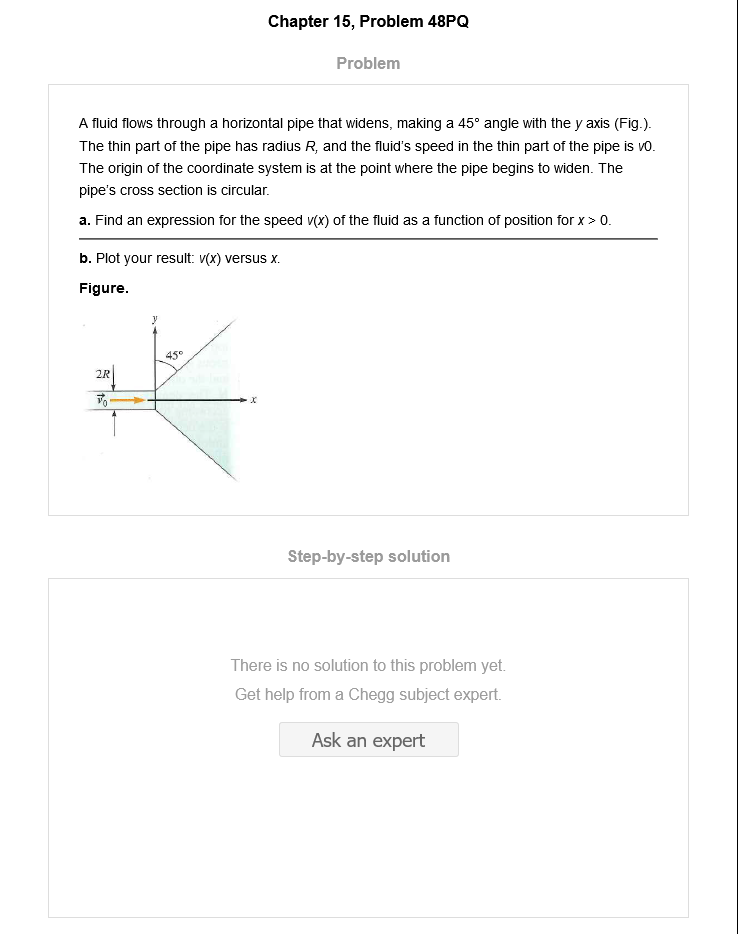 Chapter 15, Problem 48PQ
Problem
A fluid flows through a horizontal pipe that widens, making a 45° angle with the y axis (Fig.).
The thin part of the pipe has radius R, and the fluid's speed in the thin part of the pipe is v0.
The origin of the coordinate system is at the point where the pipe begins to widen. The
pipe's cross section is circular.
a. Find an expression for the speed v(x) of the fluid as a function of position for x > 0.
b. Plot your result: v(x) versus x.
Figure.
y
45°
2R
v⃗₀
x
Step-by-step solution
There is no solution to this problem yet.
Get help from a Chegg subject expert.
Ask an expert